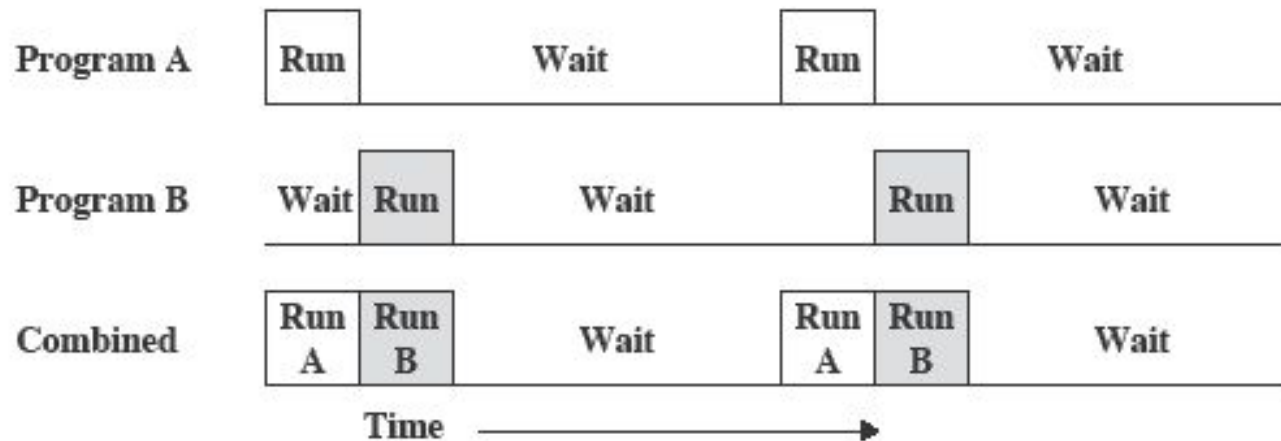 Program A Run Wait Run Wait
Program B Wait Run Wait Run Wait
Combined Run A Run B Wait Run A Run B Wait
Time